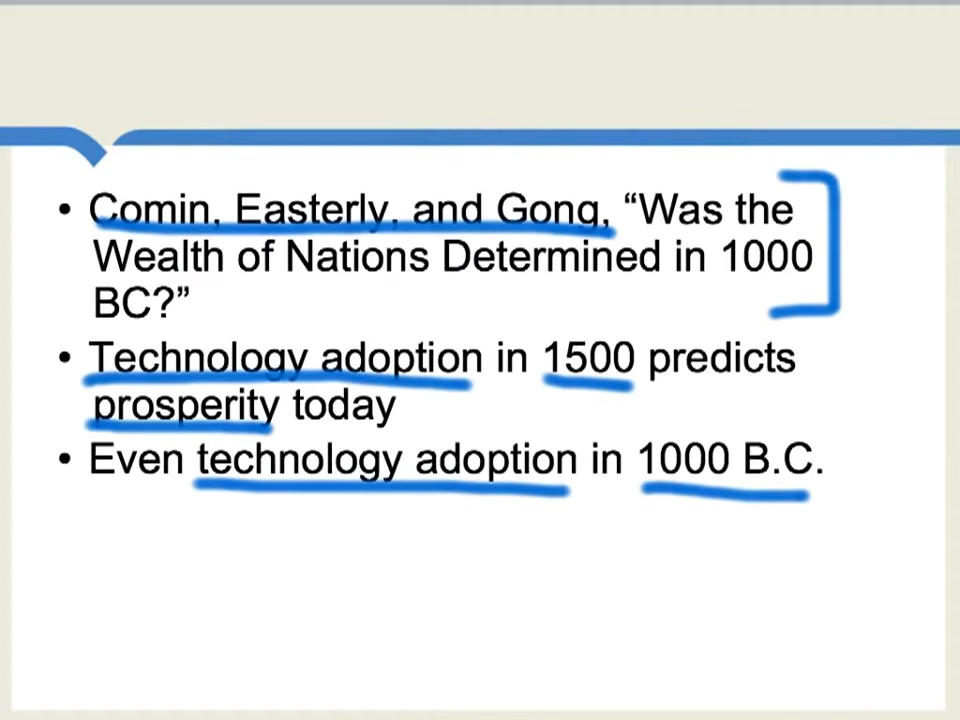 • Comin, Easterly, and Gong, “Was the
Wealth of Nations Determined in 1000
BC?”
• Technology adoption in 1500 predicts
prosperity today
• Even technology adoption in 1000 B.C.